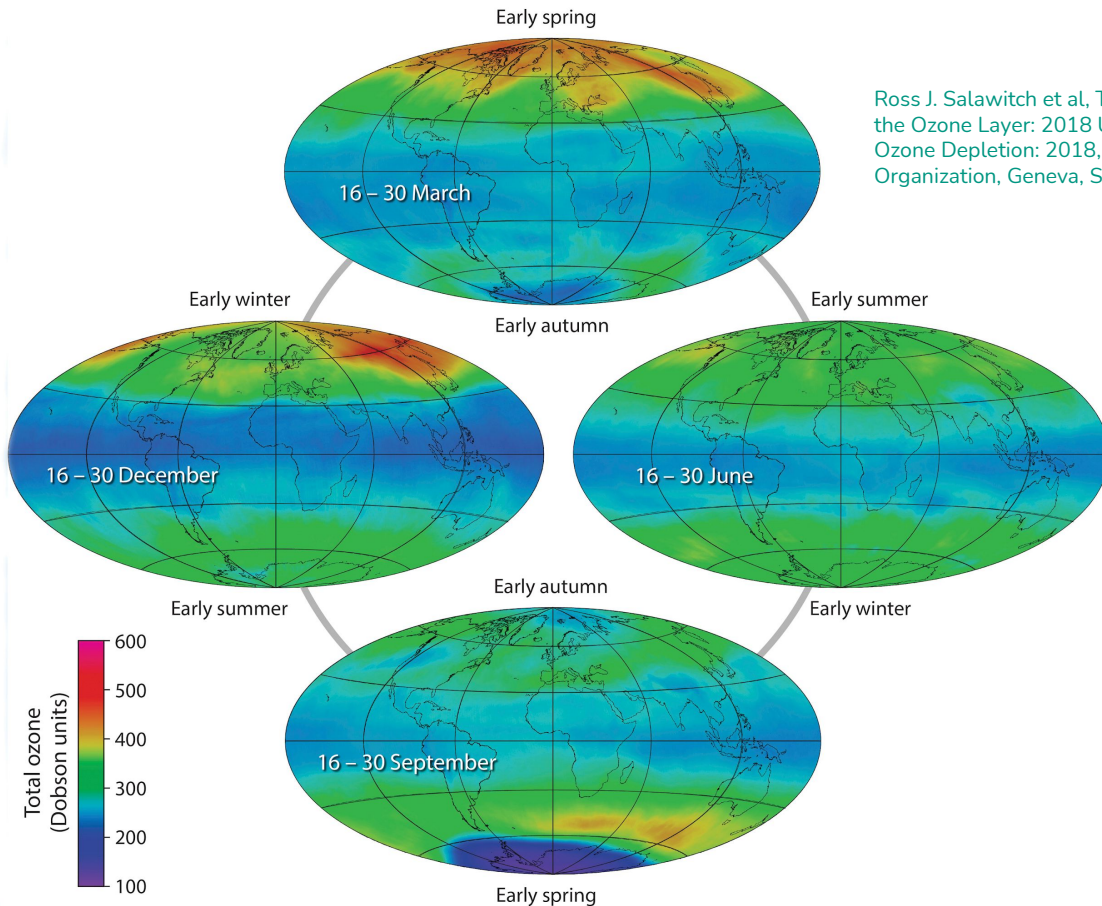 Early spring
Ross J. Salawitch et al, T
the Ozone Layer: 2018 U
Ozone Depletion: 2018,
Organization, Geneva, S
16 – 30 March
Early winter
Early autumn
Early summer
16 – 30 December
16 – 30 June
Early summer
Early autumn
Early winter
Total ozone
(Dobson units)
600
500
400
300
200
100
16 – 30 September
Early spring